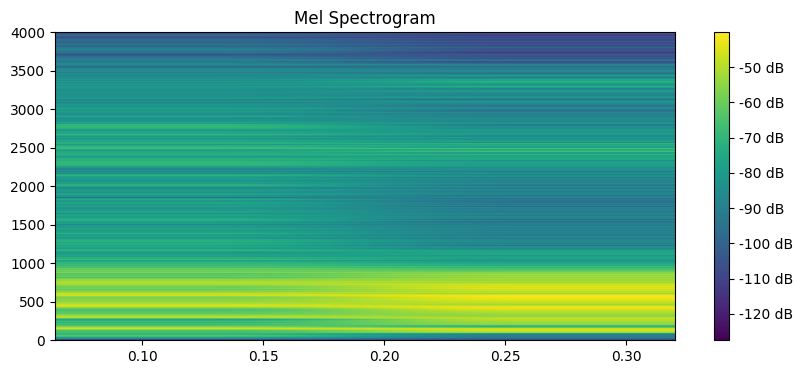 Mel Spectrogram
4000
3500
3000
2500
2000
1500
1000
500
0
0.10 0.15 0.20 0.25 0.30
-50 dB
-60 dB
-70 dB
-80 dB
-90 dB
-100 dB
-110 dB
-120 dB